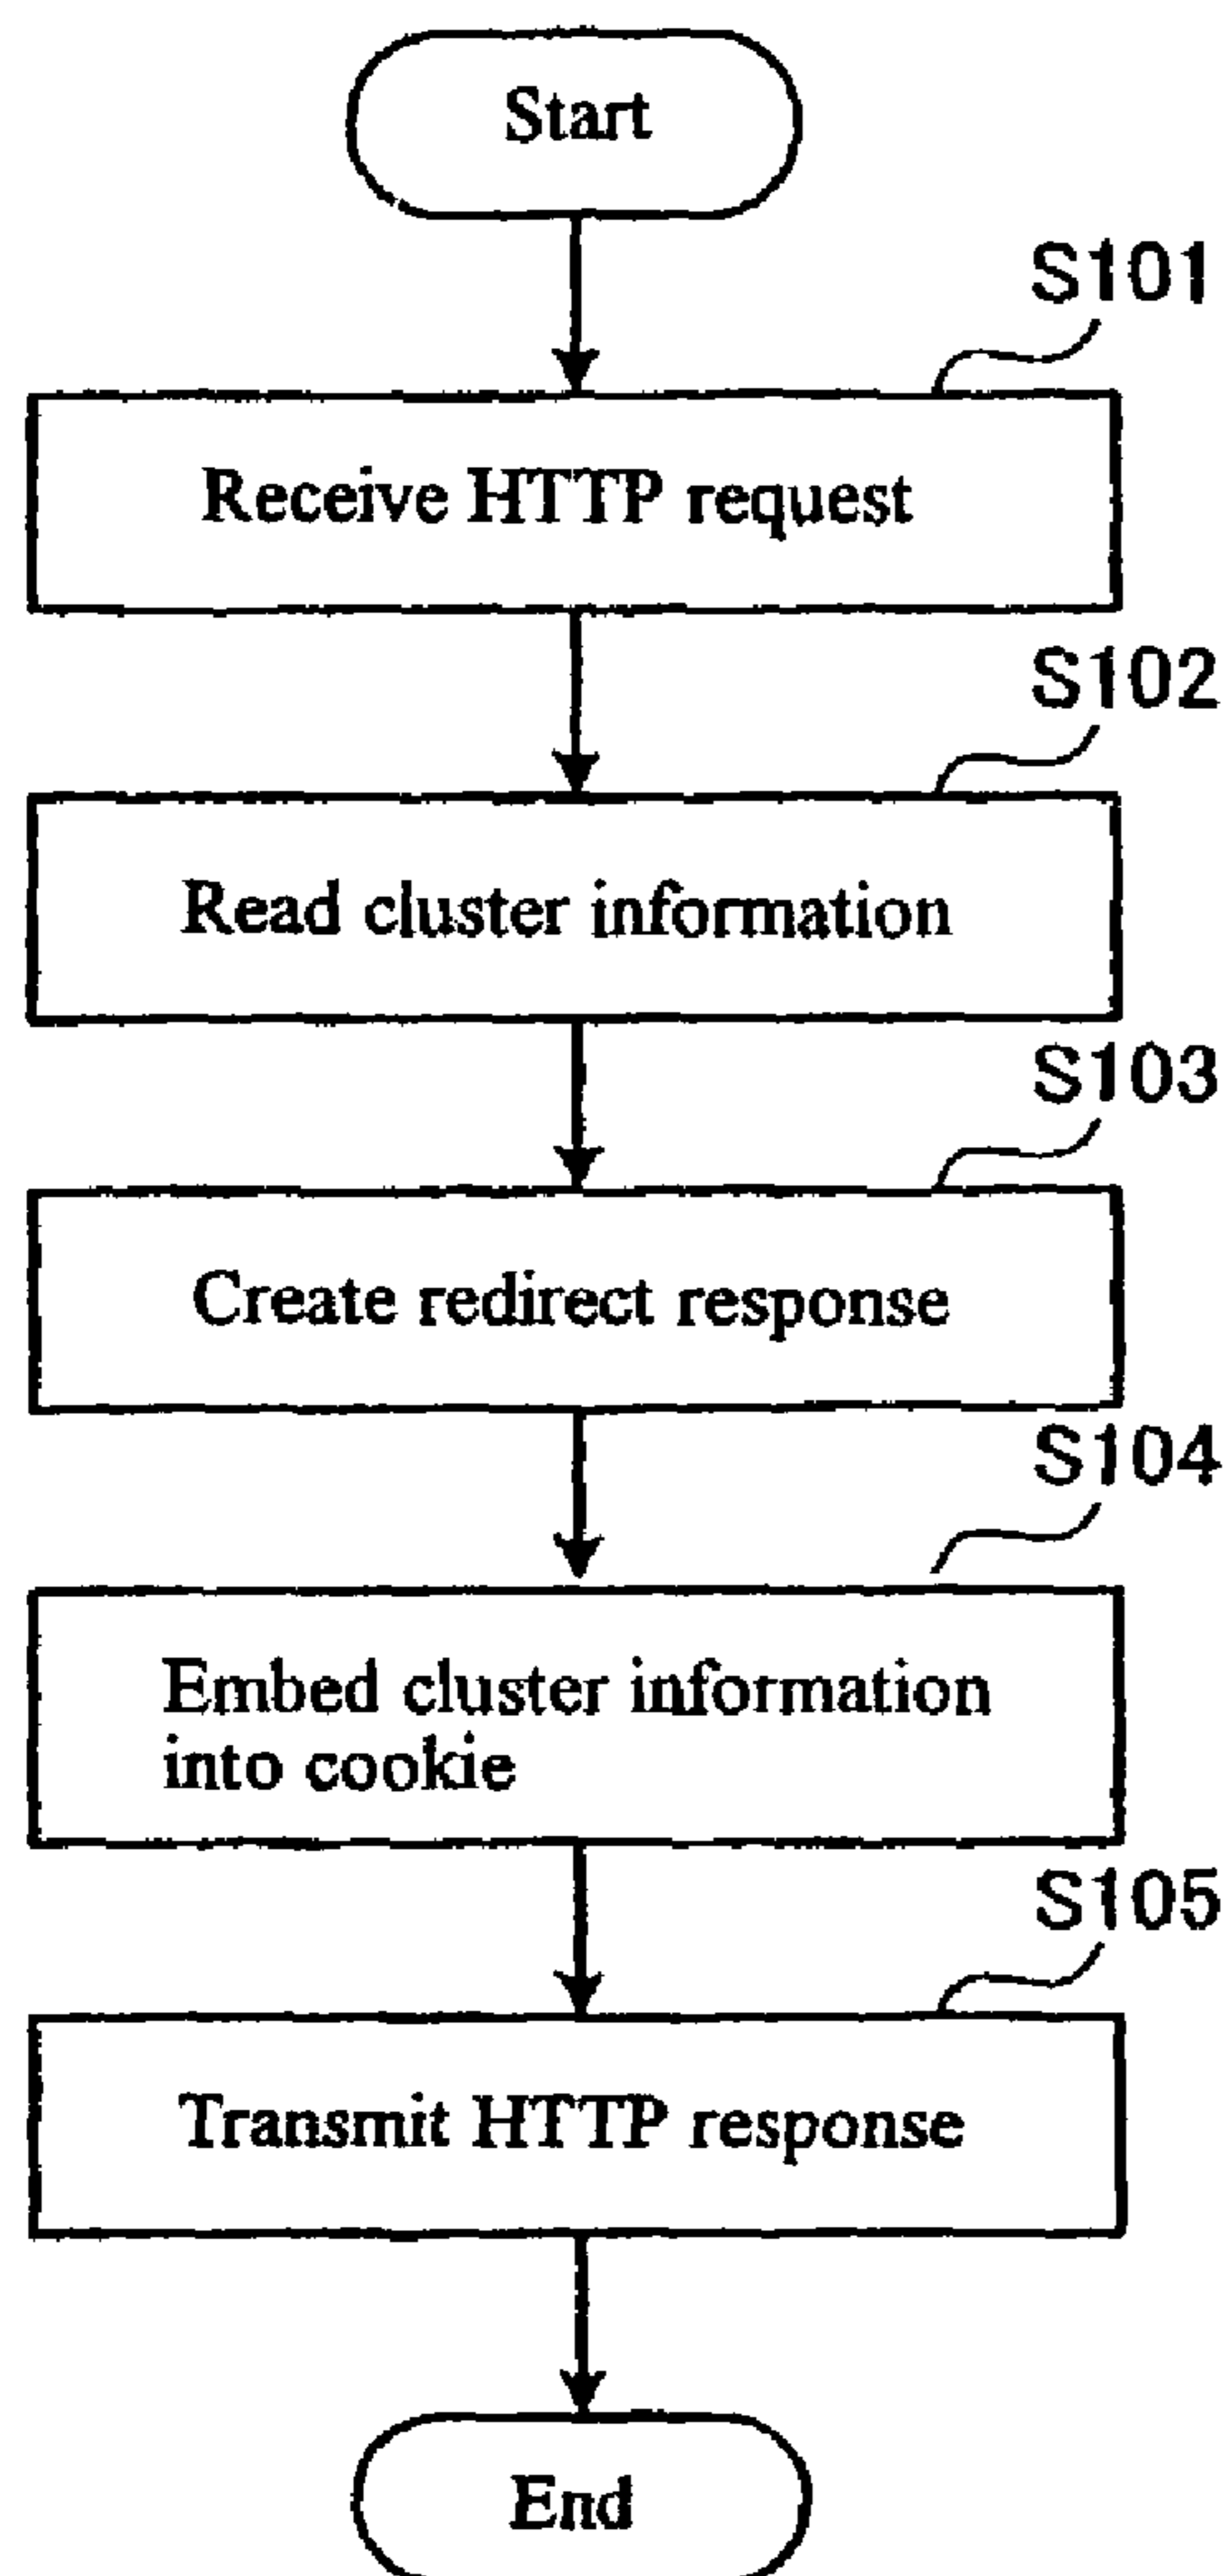 Start
S101
Receive HTTP request
S102
Read cluster information
S103
Create redirect response
S104
Embed cluster information
into cookie
S105
Transmit HTTP response
End